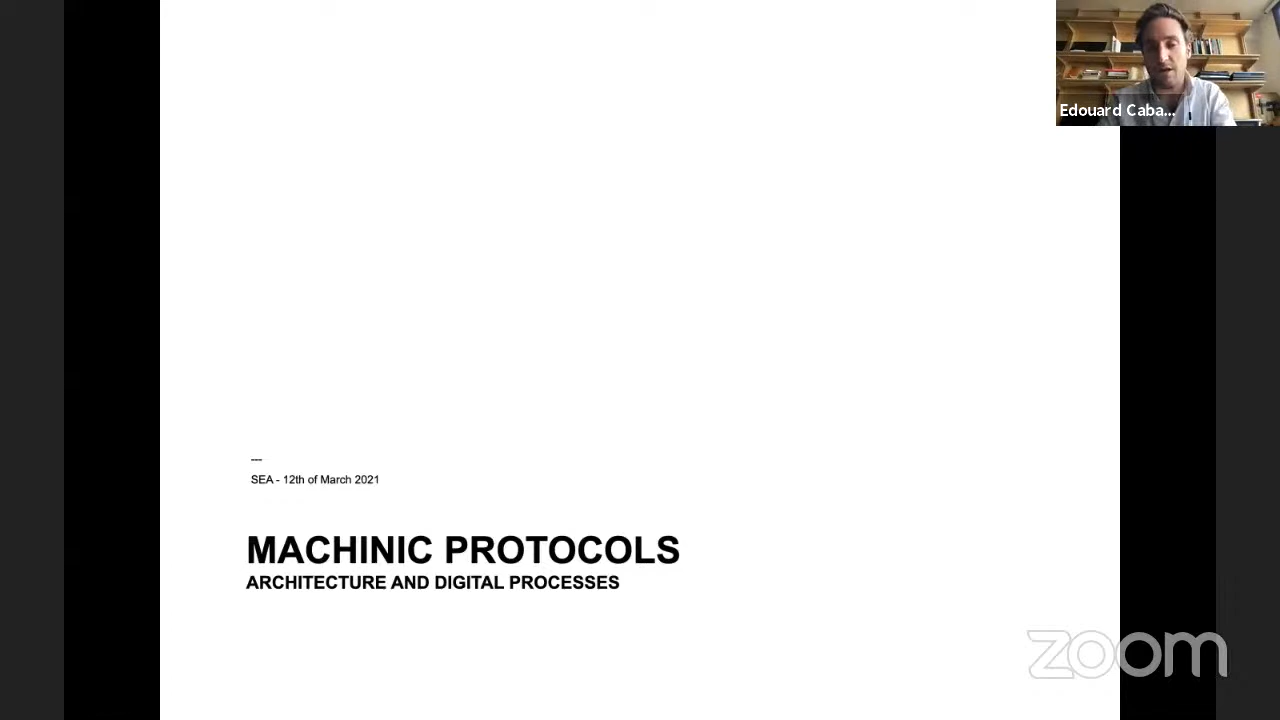 Edouard Caba...
---
SEA - 12th of March 2021
MACHINIC PROTOCOLS
ARCHITECTURE AND DIGITAL PROCESSES
zoom